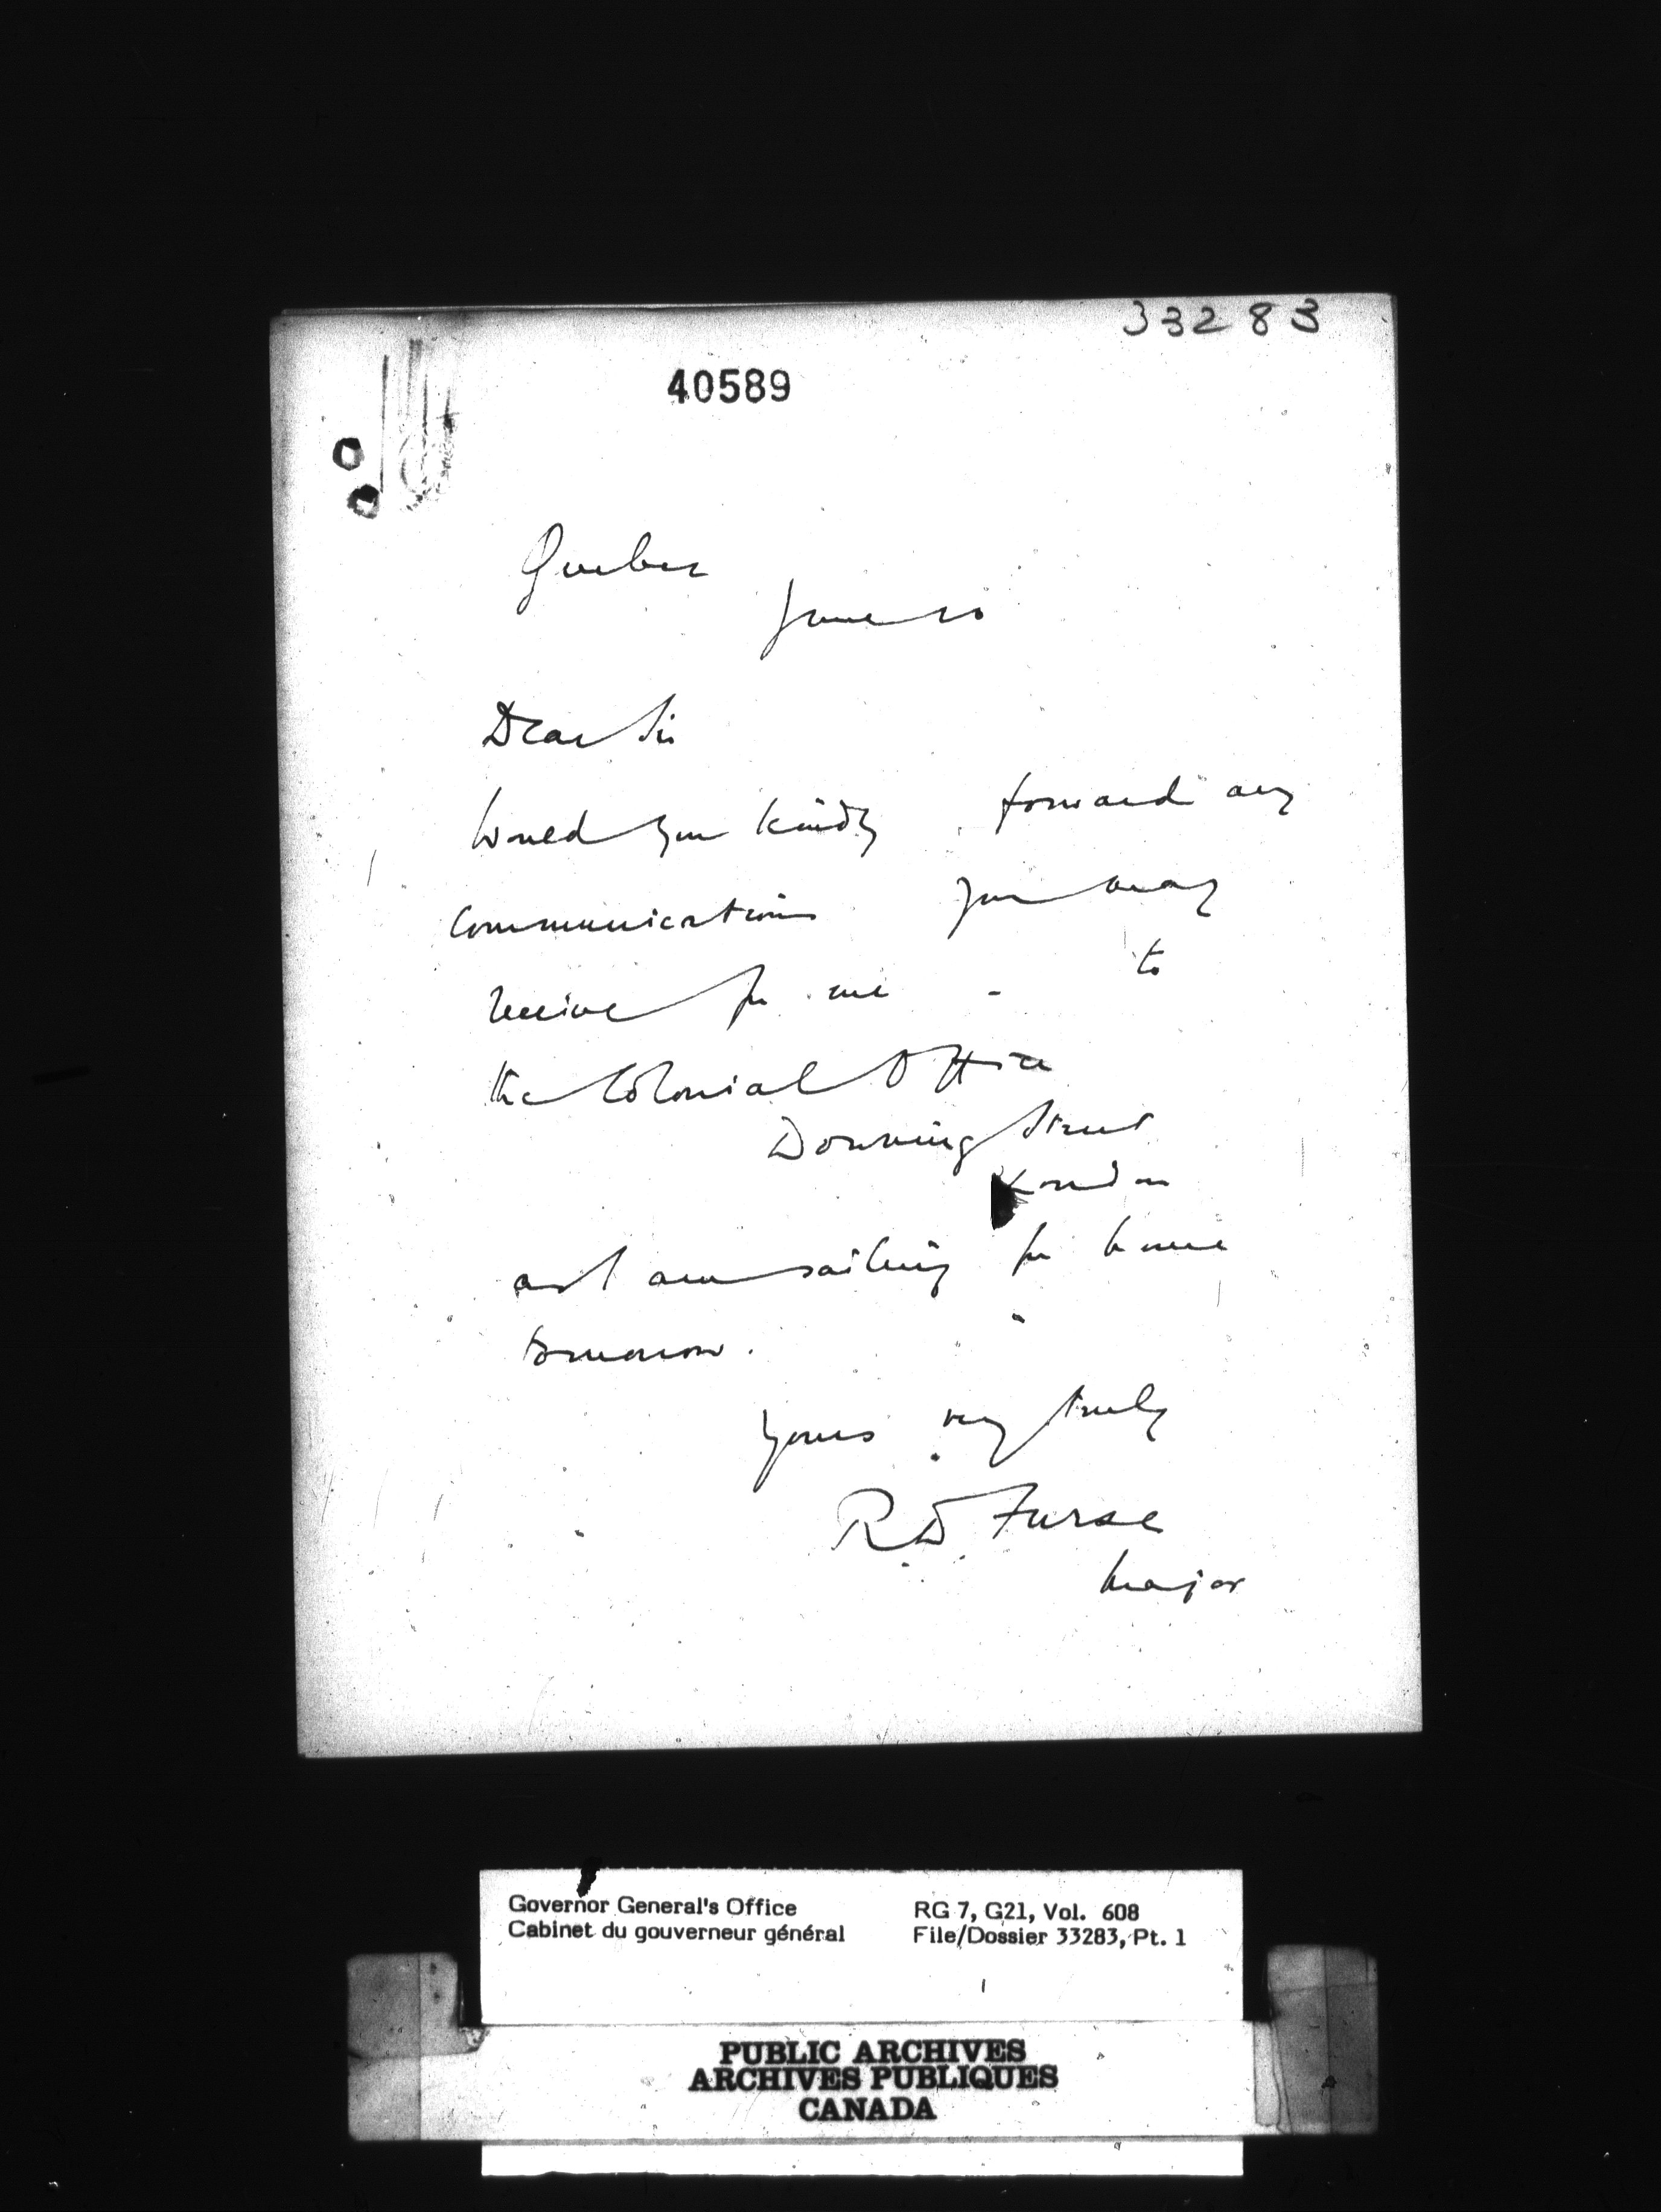 33283
40589
Quebec
June 20
Dear Sir
Would you kindly forward any
communications you may
receive for me - to
the Colonial Office
Downing Street
London
as I am sailing for home
tomorrow.
Yours very truly
R D Furse
Major
Governor General's Office RG 7, G21, Vol. 608
Cabinet du gouverneur général File/Dossier 33283, Pt. 1
PUBLIC ARCHIVES
ARCHIVES PUBLIQUES
CANADA